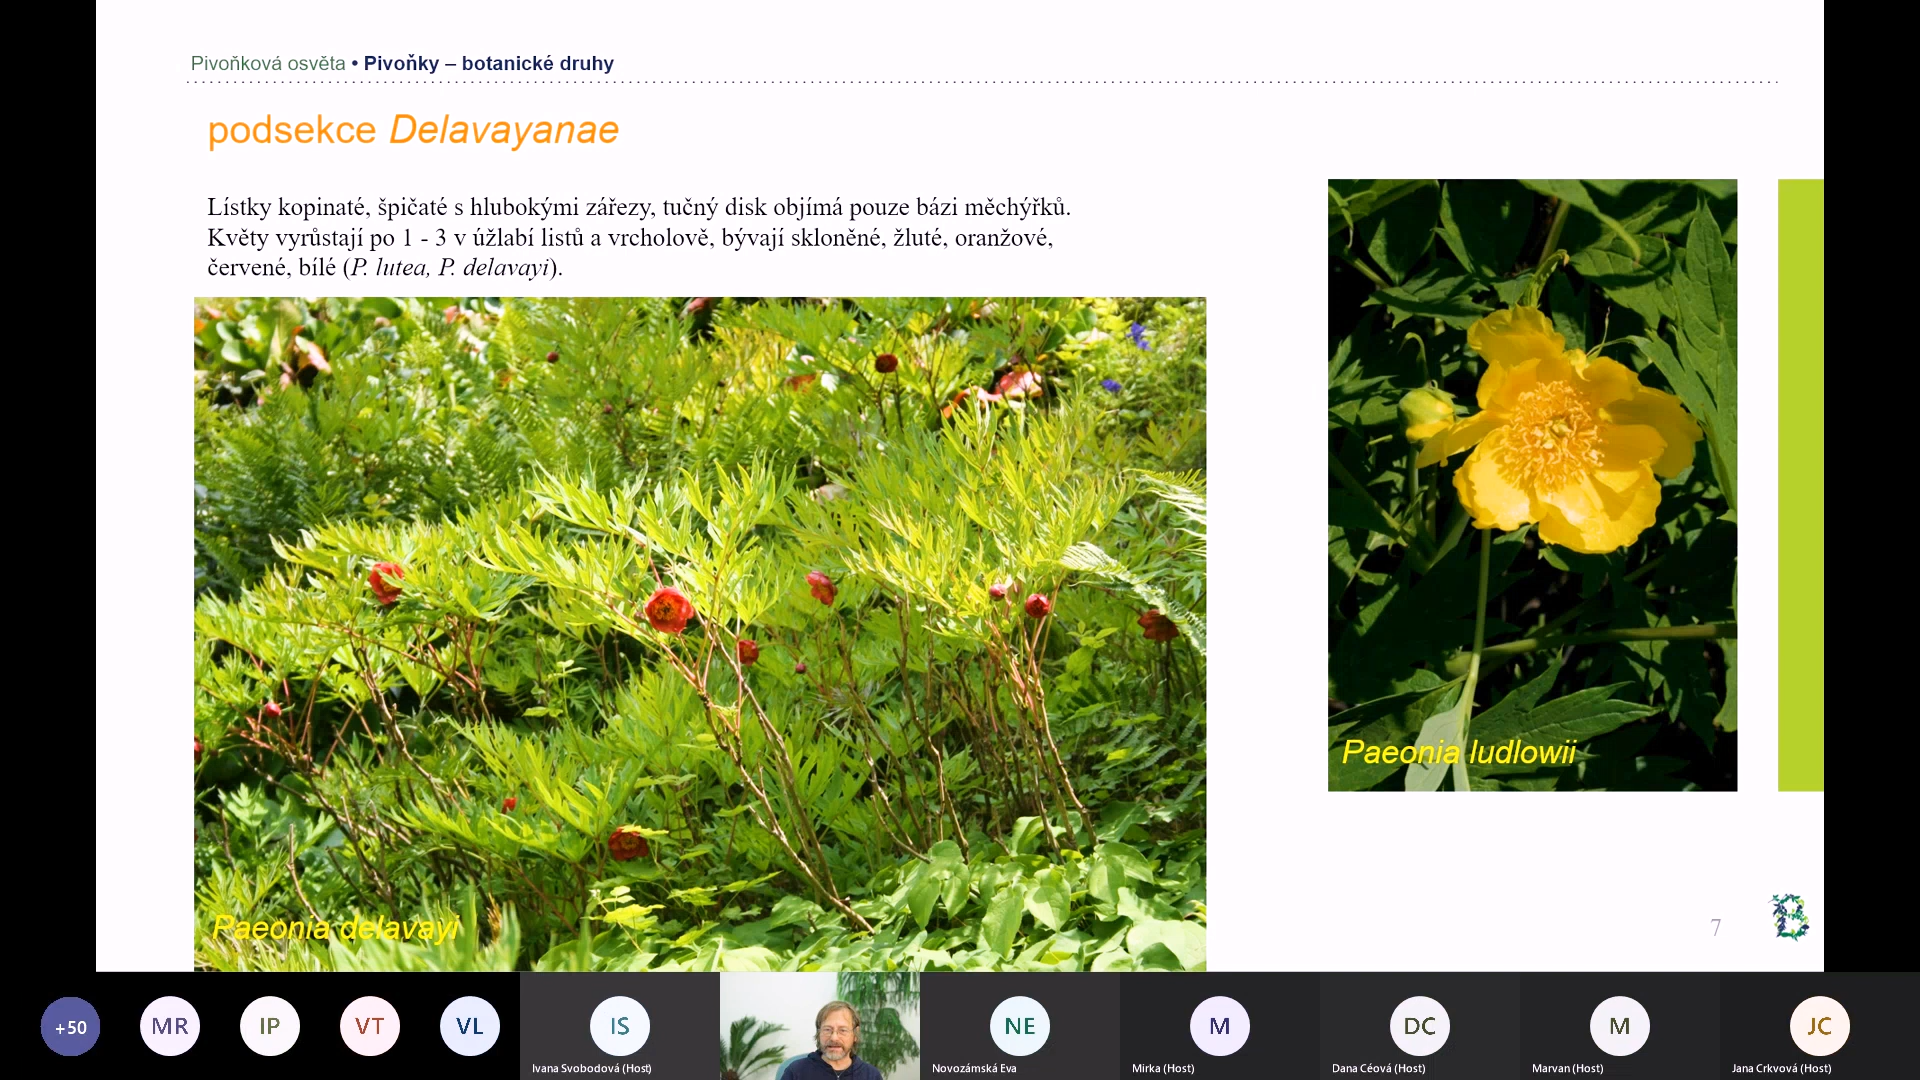 Pivoňková osvěta • Pivoňky – botanické druhy
podsekce Delavayanae
Lístky kopinaté, špičaté s hlubokými zářezy, tučný disk objímá pouze bázi měchýřků.
Květy vyrůstají po 1 - 3 v úžlabí listů a vrcholově, bývají skloněné, žluté, oranžové,
červené, bílé (P. lutea, P. delavayi).
Paeonia ludlowii
Paeonia delavayi
7
B
+50
MR
IP
VT
VL
IS
Ivana Svobodová (Host)
NE
Novozámská Eva
M
Mirka (Host)
DC
Dana Céová (Host)
M
Marvan (Host)
JC
Jana Crkvová (Host)